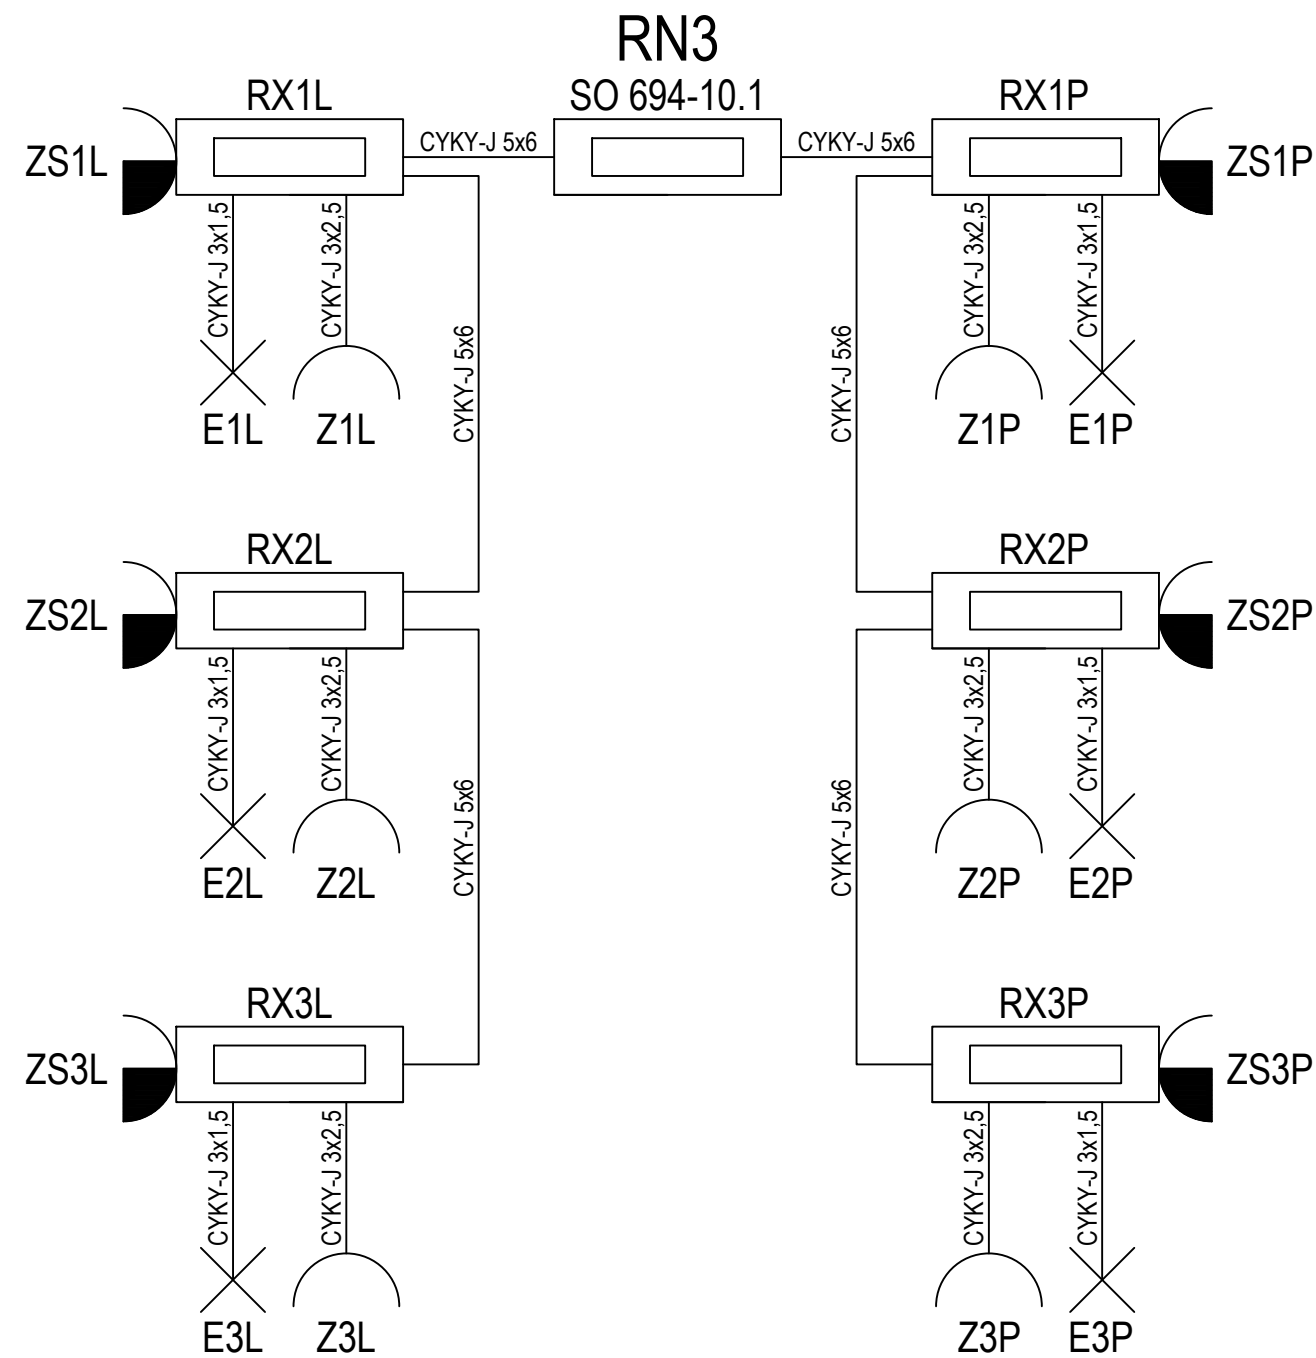 RN3
SO 694-10.1
RX1L
RX1P
ZS1L
CYKY-J 5x6
CYKY-J 5x6
ZS1P
CYKY-J 3x1,5
CYKY-J 3x2,5
CYKY-J 5x6
CYKY-J 5x6
CYKY-J 3x2,5
CYKY-J 3x1,5
E1L
Z1L
Z1P
E1P
RX2L
RX2P
ZS2L
ZS2P
CYKY-J 3x1,5
CYKY-J 3x2,5
CYKY-J 5x6
CYKY-J 5x6
CYKY-J 3x2,5
CYKY-J 3x1,5
E2L
Z2L
Z2P
E2P
RX3L
RX3P
ZS3L
ZS3P
CYKY-J 3x1,5
CYKY-J 3x2,5
CYKY-J 3x2,5
CYKY-J 3x1,5
E3L
Z3L
Z3P
E3P